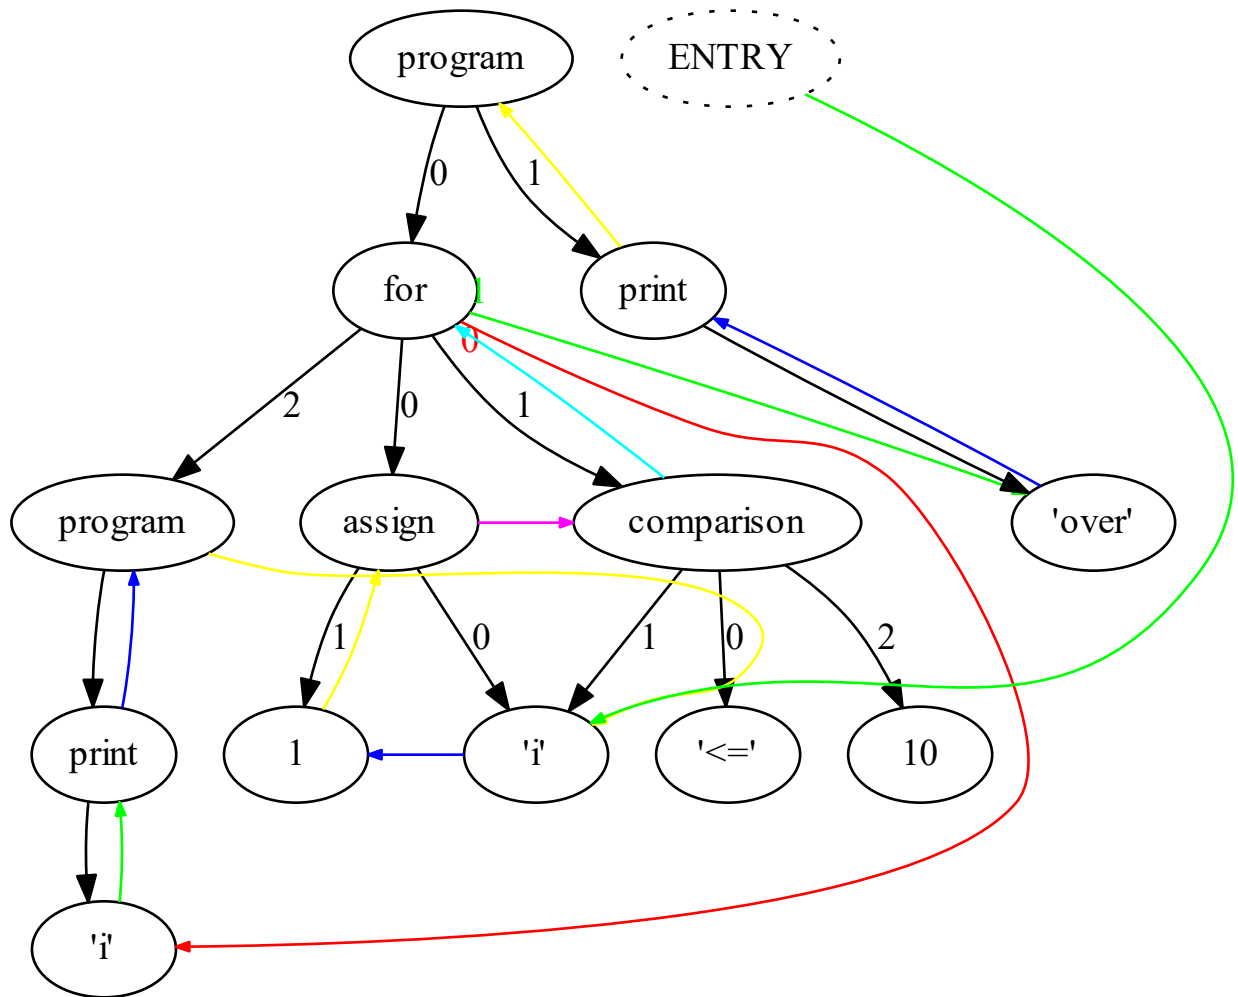 program
ENTRY
0
1
for
1
print
0
2
0
1
program
assign
comparison
'over'
1
0
1
0
2
print
1
'i'
'<='
10
'i'